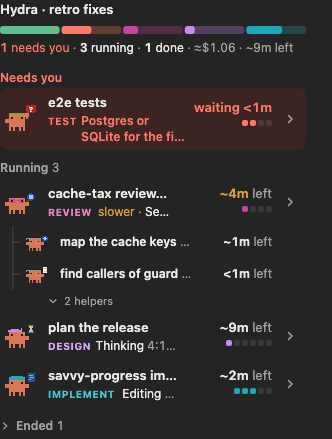 Hydra · retro fixes
1 needs you · 3 running · 1 done · ≈$1.06 · ~9m left
Needs you
e2e tests
waiting <1m
TEST Postgres or
SQLite for the fi...
Running 3
cache-tax review...
~4m left
REVIEW slower · Se...
map the cache keys ...
~1m left
find callers of guard ...
<1m left
2 helpers
plan the release
~9m left
DESIGN Thinking 4:1...
savvy-progress im...
~2m left
IMPLEMENT Editing ...
Ended 1